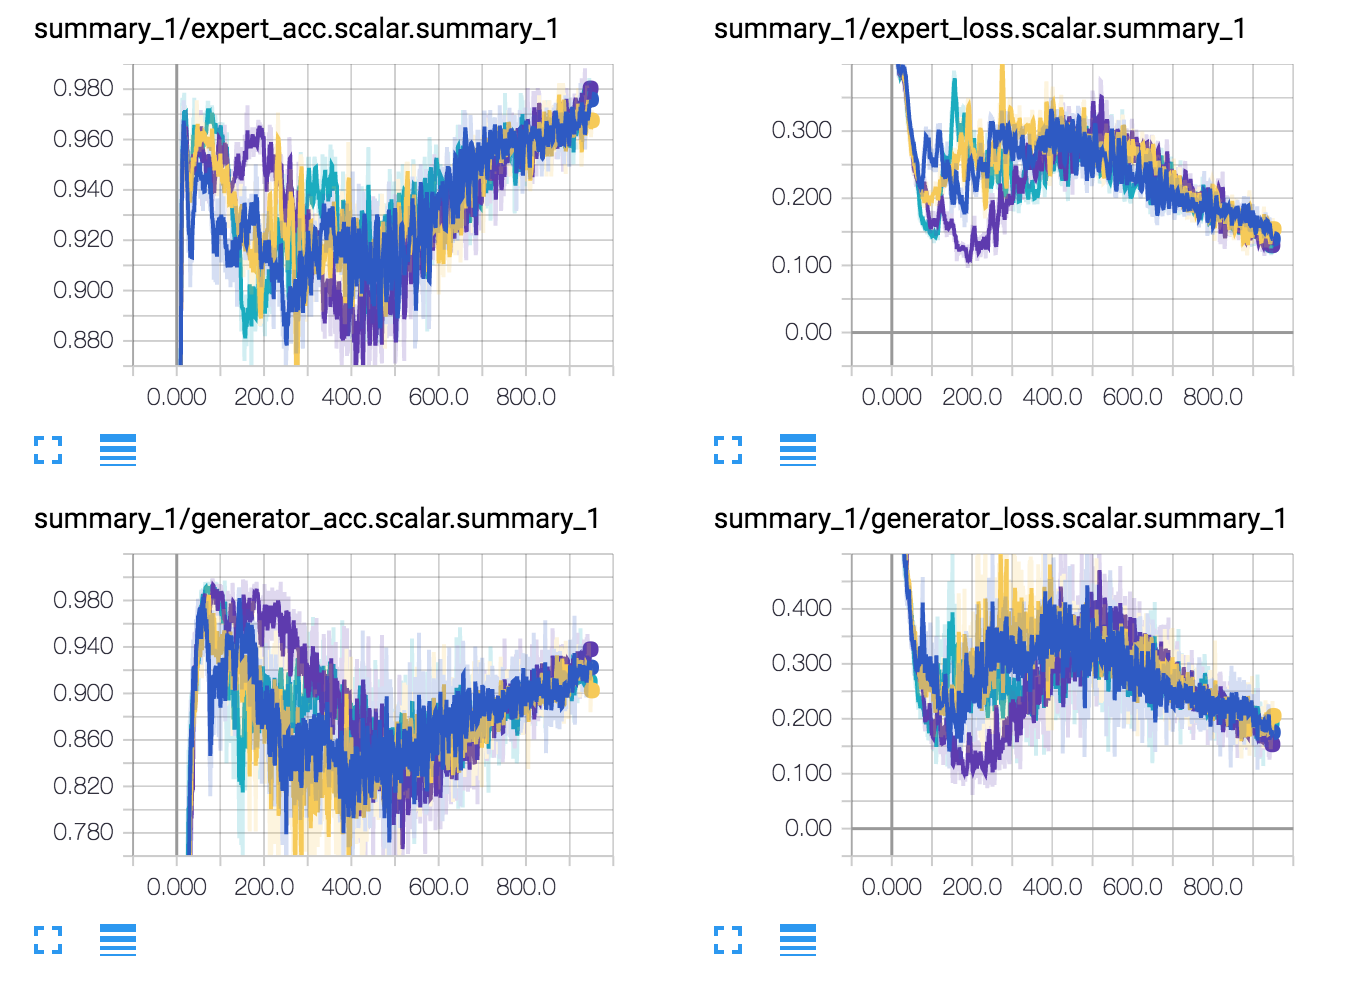 summary_1/expert_acc.scalar.summary_1
0.980
0.960
0.940
0.920
0.900
0.880
0.000 200.0 400.0 600.0 800.0
summary_1/expert_loss.scalar.summary_1
0.300
0.200
0.100
0.00
0.000 200.0 400.0 600.0 800.0
summary_1/generator_acc.scalar.summary_1
0.980
0.940
0.900
0.860
0.820
0.780
0.000 200.0 400.0 600.0 800.0
summary_1/generator_loss.scalar.summary_1
0.400
0.300
0.200
0.100
0.00
0.000 200.0 400.0 600.0 800.0